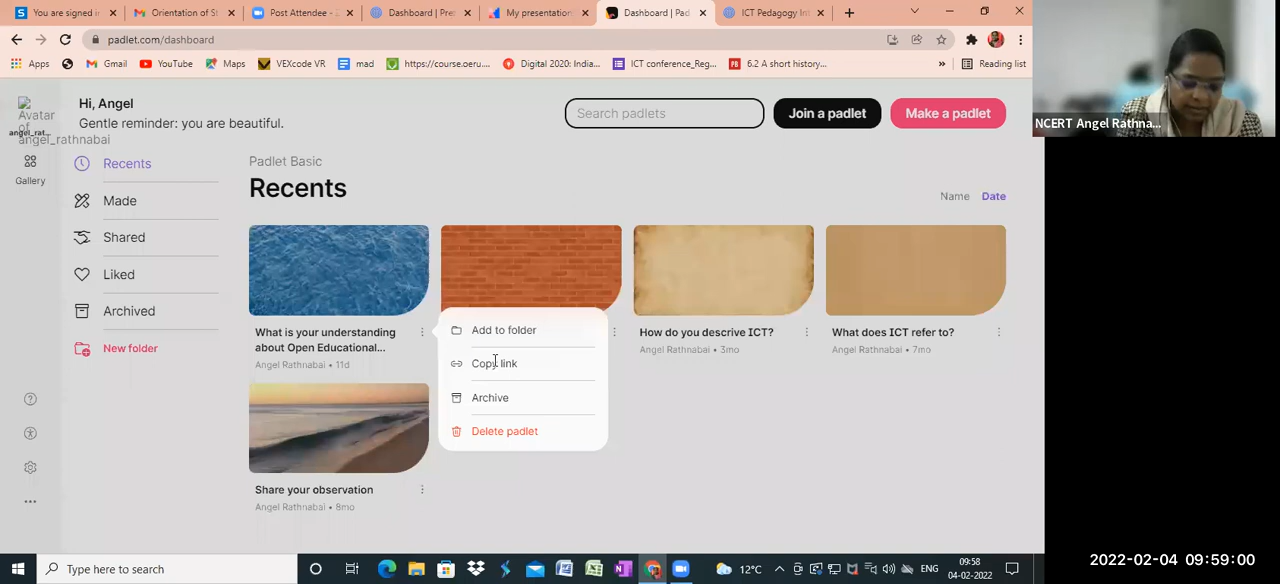 You are signed i
Orientation of St
Post Attendee -
Dashboard | Pre
My presentation
Dashboard | Pad
ICT Pedagogy Int
padlet.com/dashboard
Apps
Gmail
YouTube
Maps
VEXcode VR
mad
https://course.oeru....
Digital 2020: India...
ICT conference_Reg...
6.2 A short history...
»
Reading list
NCERT Angel Rathna...
Avatar of angel_rathnabai
angel_rat...
Hi, Angel
Gentle reminder: you are beautiful.
Search padlets
Join a padlet
Make a padlet
Gallery
Recents
Made
Shared
Liked
Archived
New folder
Padlet Basic
Recents
Name
Date
What is your understanding
about Open Educational...
Angel Rathnabai • 11d
How do you descrive ICT?
Angel Rathnabai • 3mo
What does ICT refer to?
Angel Rathnabai • 7mo
Add to folder
Copy link
Archive
Delete padlet
Share your observation
Angel Rathnabai • 8mo
Type here to search
12°C
ENG
09:58
04-02-2022
2022-02-04 09:59:00